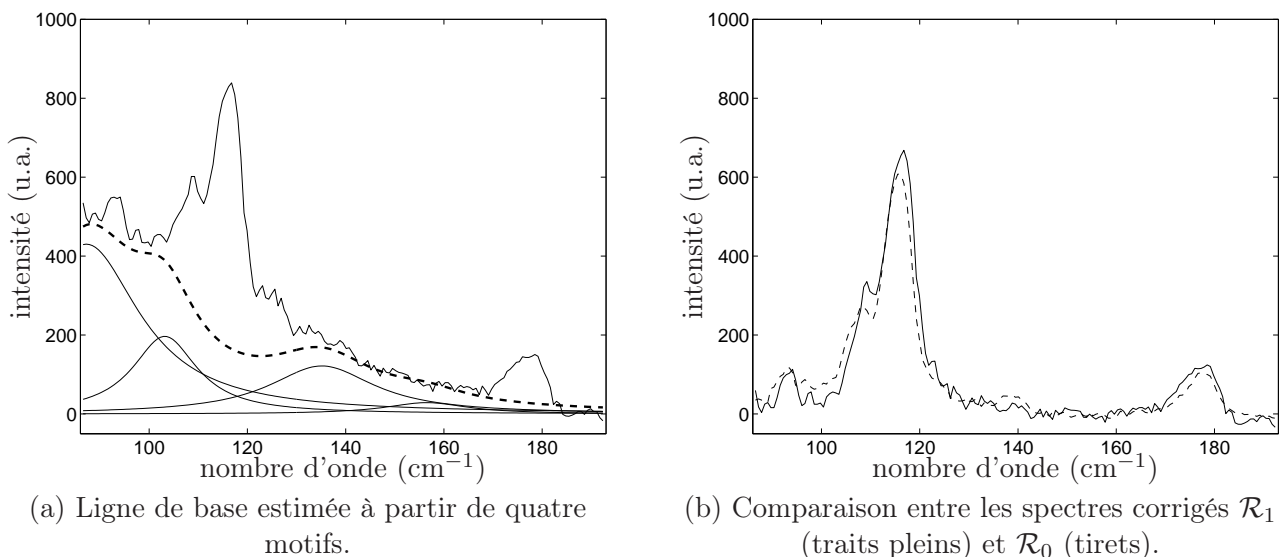 1000
800
600
400
200
0
100
120
140
160
180
intensité (u.a.)
nombre d'onde (cm⁻¹)
(a) Ligne de base estimée à partir de quatre
motifs.
1000
800
600
400
200
0
100
120
140
160
180
intensité (u.a.)
nombre d'onde (cm⁻¹)
(b) Comparaison entre les spectres corrigés R₁
(traits pleins) et R₀ (tirets).